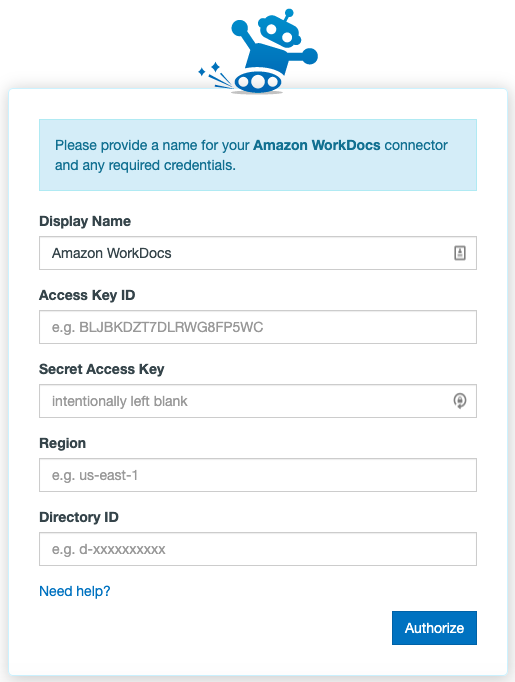 Please provide a name for your Amazon WorkDocs connector
and any required credentials.
Display Name
Amazon WorkDocs
Access Key ID
e.g. BLJBKDZT7DLRWG8FP5WC
Secret Access Key
intentionally left blank
Region
e.g. us-east-1
Directory ID
e.g. d-xxxxxxxxxx
Need help?
Authorize